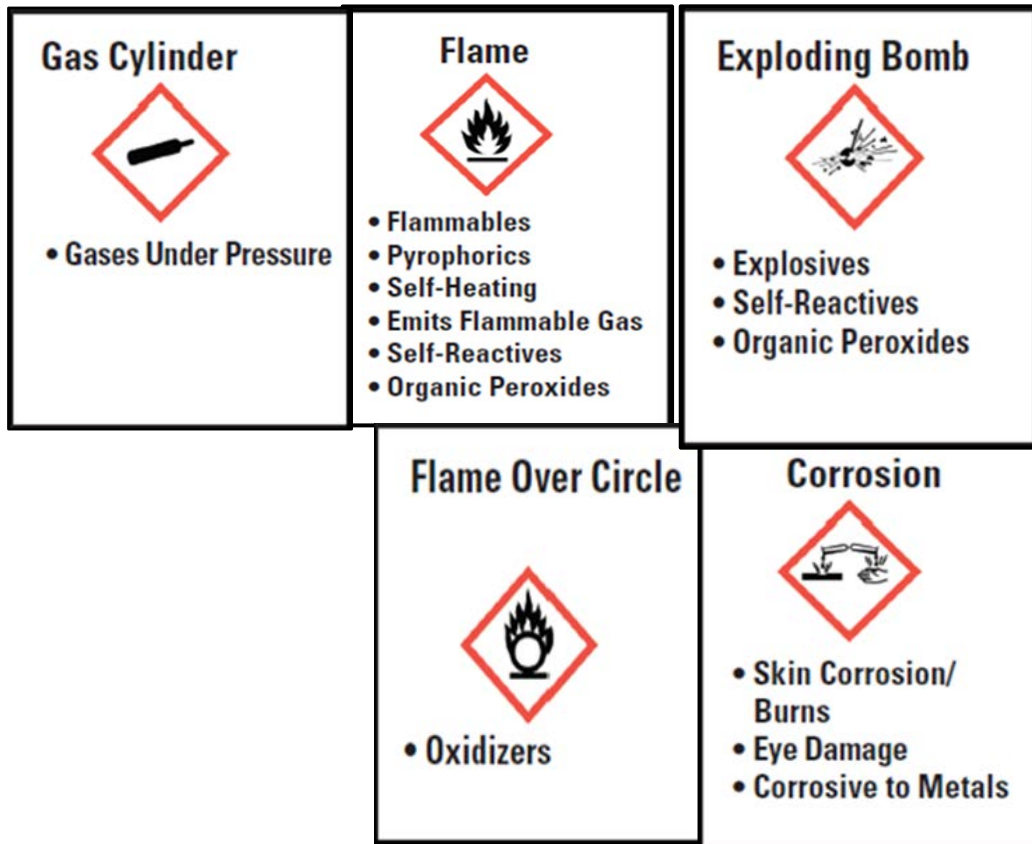 Gas Cylinder
• Gases Under Pressure
Flame
• Flammables
• Pyrophorics
• Self-Heating
• Emits Flammable Gas
• Self-Reactives
• Organic Peroxides
Exploding Bomb
• Explosives
• Self-Reactives
• Organic Peroxides
Flame Over Circle
• Oxidizers
Corrosion
• Skin Corrosion/
Burns
• Eye Damage
• Corrosive to Metals